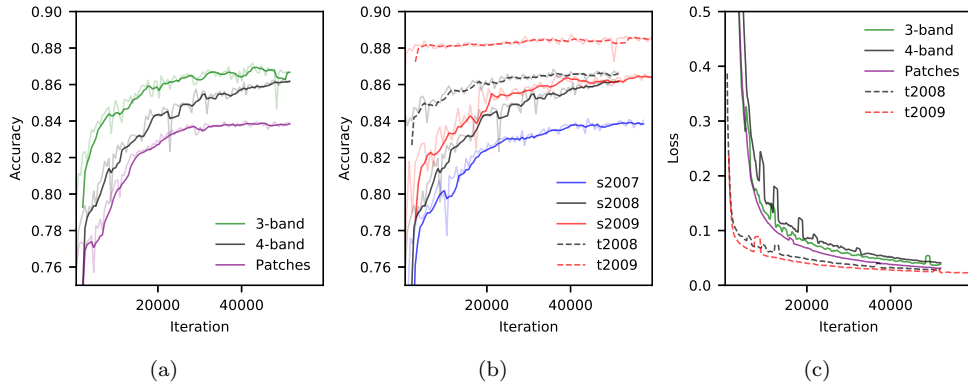 0.90
0.88
0.86
0.84
0.82
0.80
0.78
0.76
Accuracy
20000 40000
Iteration
3-band
4-band
Patches
(a)
0.90
0.88
0.86
0.84
0.82
0.80
0.78
0.76
Accuracy
20000 40000
Iteration
s2007
s2008
s2009
t2008
t2009
(b)
0.5
0.4
0.3
0.2
0.1
0.0
Loss
20000 40000
Iteration
3-band
4-band
Patches
t2008
t2009
(c)